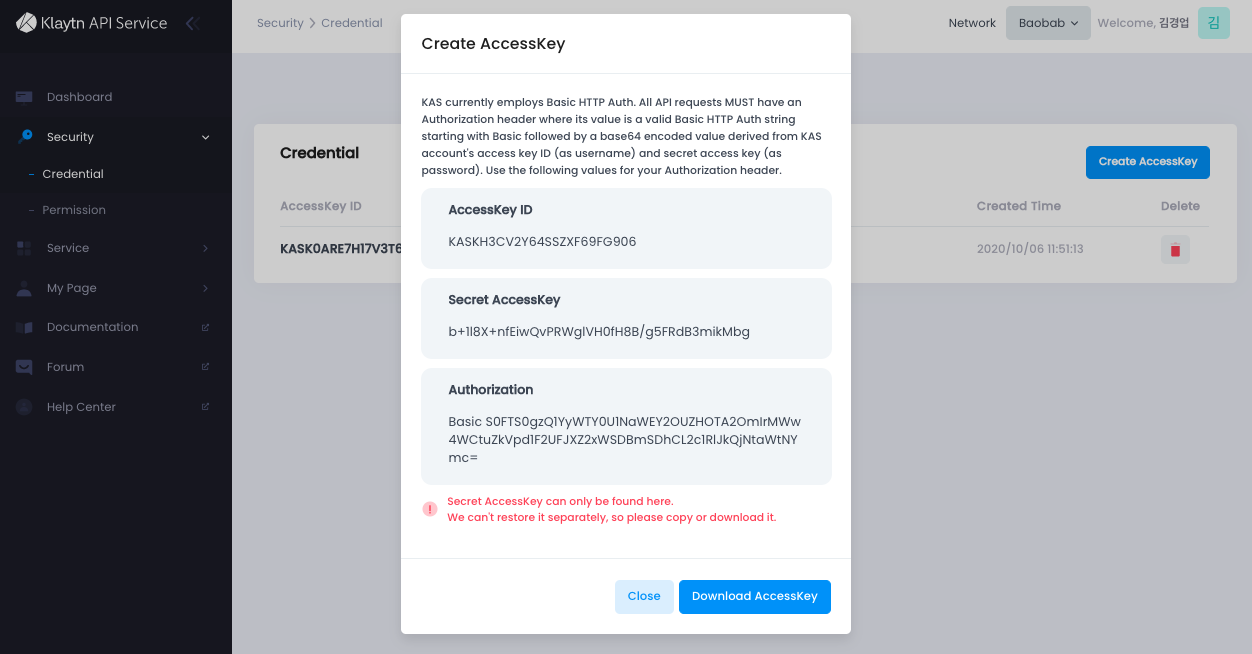 Klaytn API Service
Security > Credential
Network
Baobab
Welcome, 김경업
김
Dashboard
Security
- Credential
- Permission
Service
My Page
Documentation
Forum
Help Center
Credential
Create AccessKey
AccessKey ID
Created Time
Delete
KASK0ARE7H17V3T6
2020/10/06 11:51:13
Create AccessKey
KAS currently employs Basic HTTP Auth. All API requests MUST have an
Authorization header where its value is a valid Basic HTTP Auth string
starting with Basic followed by a base64 encoded value derived from KAS
account's access key ID (as username) and secret access key (as
password). Use the following values for your Authorization header.
AccessKey ID
KASKH3CV2Y64SSZXF69FG906
Secret AccessKey
b+1l8X+nfEiwQvPRWglVH0fH8B/g5FRdB3mikMbg
Authorization
Basic S0FTS0gzQ1YyWTY0U1NaWEY2OUZHOTA2OmIrMWw
4WCtuZkVpd1F2UFJXZ2xWSDBmSDhCL2c1RlJkQjNtaWtNY
mc=
Secret AccessKey can only be found here.
We can't restore it separately, so please copy or download it.
Close
Download AccessKey